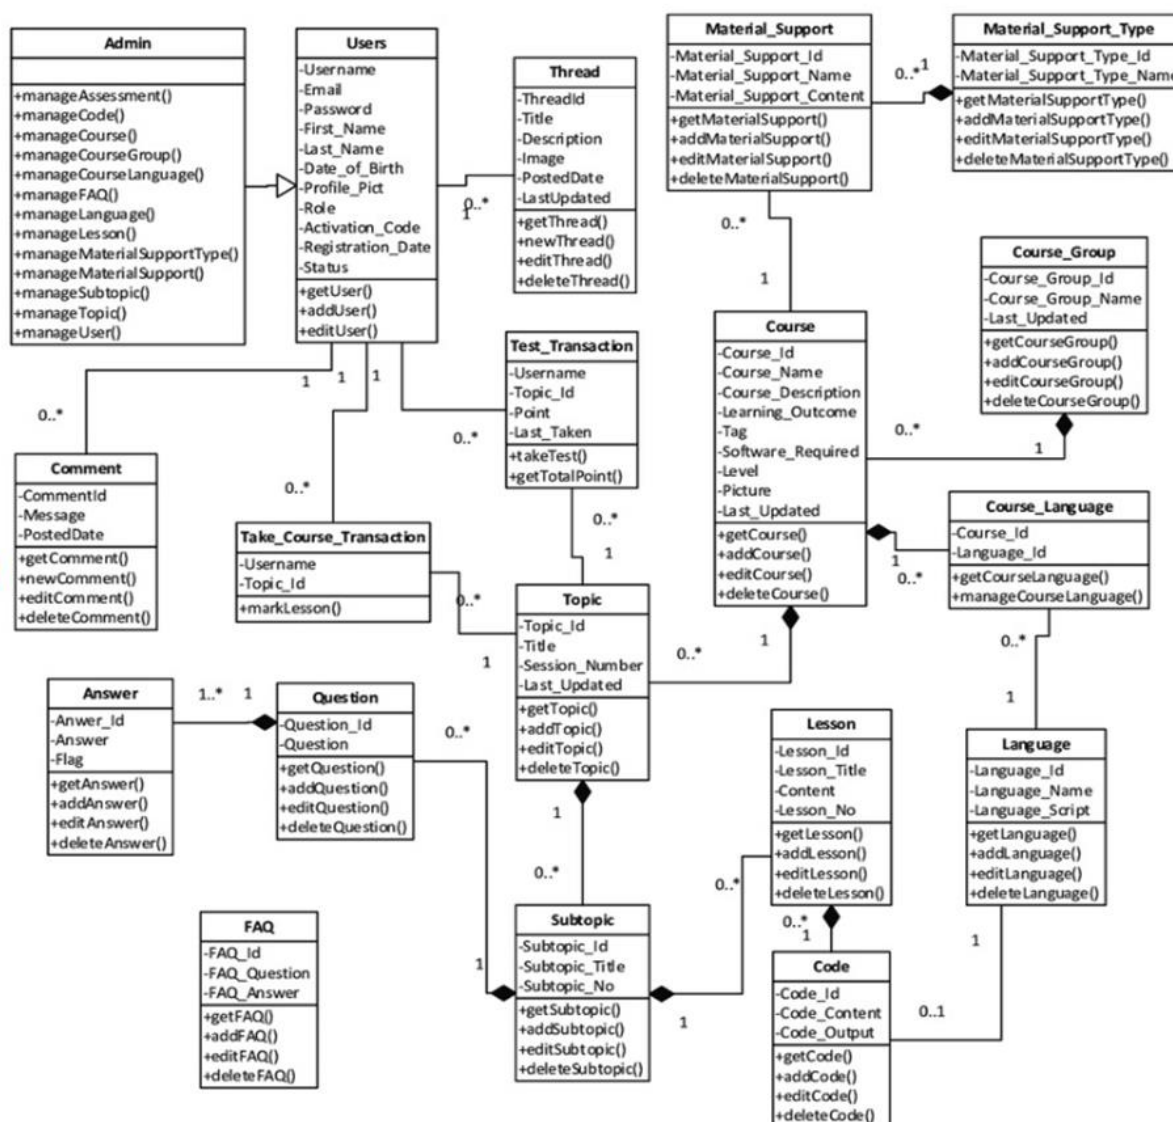 Admin
+manageAssessment()
+manageCode()
+manageCourse()
+manageCourseGroup()
+manageCourseLanguage()
+manageFAQ()
+manageLanguage()
+manageLesson()
+manageMaterialSupportType()
+manageMaterialSupport()
+manageSubtopic()
+manageTopic()
+manageUser()
Users
-Username
-Email
-Password
-First_Name
-Last_Name
-Date_of_Birth
-Profile_Pict
-Role
-Activation_Code
-Registration_Date
-Status
+getUser()
+addUser()
+editUser()
0..*
1
Thread
-ThreadId
-Title
-Description
-Image
-PostedDate
-LastUpdated
+getThread()
+newThread()
+editThread()
+deleteThread()
Material_Support
-Material_Support_Id
-Material_Support_Name
-Material_Support_Content
+getMaterialSupport()
+addMaterialSupport()
+editMaterialSupport()
+deleteMaterialSupport()
0..*
1
Material_Support_Type
-Material_Support_Type_Id
-Material_Support_Type_Name
+getMaterialSupportType()
+addMaterialSupportType()
+editMaterialSupportType()
+deleteMaterialSupportType()
0..*
1
Course_Group
-Course_Group_Id
-Course_Group_Name
-Last_Updated
+getCourseGroup()
+addCourseGroup()
+editCourseGroup()
+deleteCourseGroup()
1
1
1
0..*
0..*
0..*
Test_Transaction
-Username
-Topic_Id
-Point
-Last_Taken
+takeTest()
+getTotalPoint()
Course
-Course_Id
-Course_Name
-Course_Description
-Learning_Outcome
-Tag
-Software_Required
-Level
-Picture
-Last_Updated
+getCourse()
+addCourse()
+editCourse()
+deleteCourse()
0..*
1
Comment
-CommentId
-Message
-PostedDate
+getComment()
+newComment()
+editComment()
+deleteComment()
Take_Course_Transaction
-Username
-Topic_Id
+markLesson()
0..*
1
0..*
1
Course_Language
-Course_Id
-Language_Id
+getCourseLanguage()
+manageCourseLanguage()
1
0..*
Topic
-Topic_Id
-Title
-Session_Number
-Last_Updated
+getTopic()
+addTopic()
+editTopic()
+deleteTopic()
0..*
1
0..*
1
Answer
-Anwer_Id
-Answer
-Flag
+getAnswer()
+addAnswer()
+editAnswer()
+deleteAnswer()
1..*
1
Question
-Question_Id
-Question
+getQuestion()
+addQuestion()
+editQuestion()
+deleteQuestion()
0..*
1
1
0..*
Lesson
-Lesson_Id
-Lesson_Title
-Content
-Lesson_No
+getLesson()
+addLesson()
+editLesson()
+deleteLesson()
Language
-Language_Id
-Language_Name
-Language_Script
+getLanguage()
+addLanguage()
+editLanguage()
+deleteLanguage()
FAQ
-FAQ_Id
-FAQ_Question
-FAQ_Answer
+getFAQ()
+addFAQ()
+editFAQ()
+deleteFAQ()
Subtopic
-Subtopic_Id
-Subtopic_Title
-Subtopic_No
+getSubtopic()
+addSubtopic()
+editSubtopic()
+deleteSubtopic()
0..*
1
0..*
1
Code
-Code_Id
-Code_Content
-Code_Output
+getCode()
+addCode()
+editCode()
+deleteCode()
1
0..1